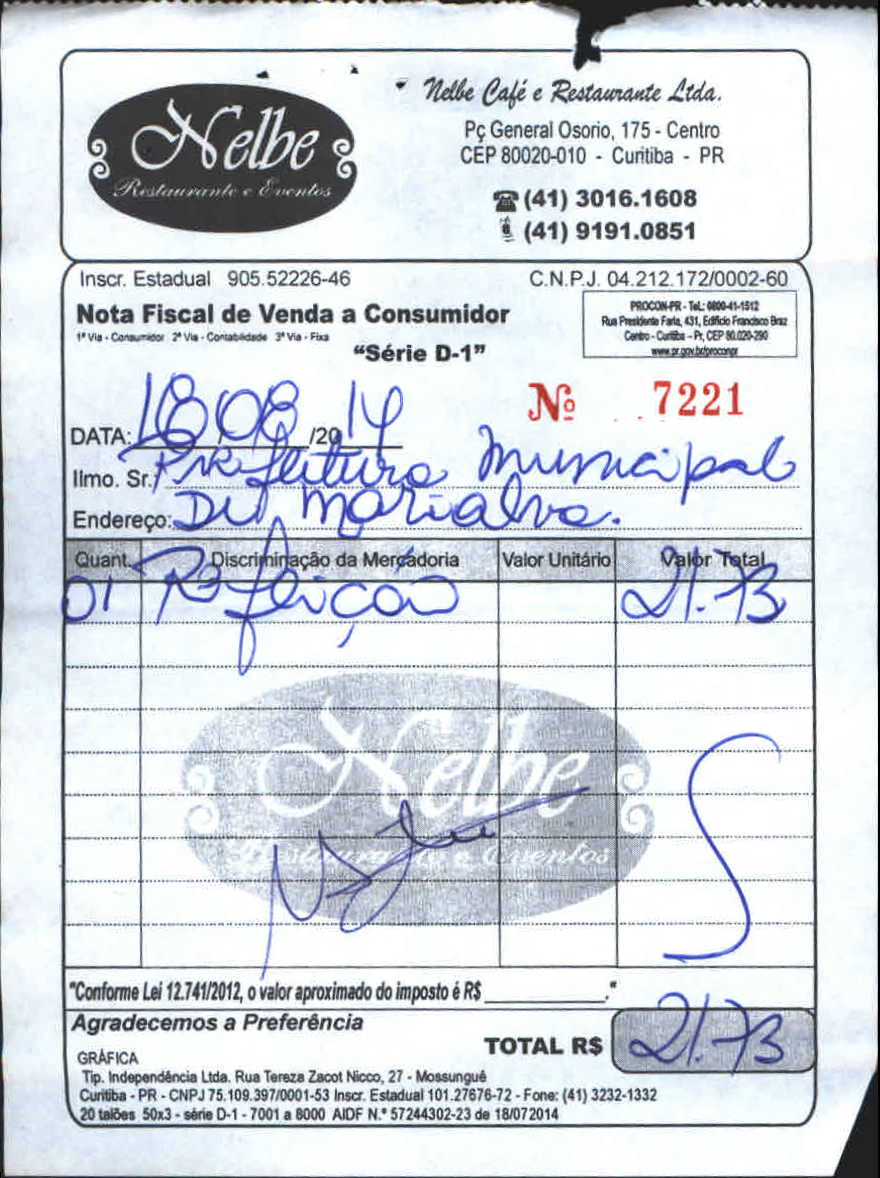 Nelbe
Restaurante e Eventos
Nelbe Café e Restaurante Ltda.
Pç General Osorio, 175 - Centro
CEP 80020-010 - Curitiba - PR
(41) 3016.1608
(41) 9191.0851
Inscr. Estadual 905.52226-46
C.N.P.J. 04.212.172/0002-60
Nota Fiscal de Venda a Consumidor
1ª Via - Consumidor 2ª Via - Contabilidade 3ª Via - Fixa
"Série D-1"
PROCON-PR - Tel.: 0800-41-1512
Rua Presidente Faria, 431, Edifício Francisco Braz
Centro - Curitiba - Pr, CEP 80.020-290
www.pr.gov.br/proconpr
Nº 7221
DATA: 18/08/2014
Ilmo. Sr. Prefeitura Municipal
Endereço: De Marialva.
Quant. Discriminação da Mercadoria Valor Unitário Valor Total
01 Refeição 21.73
Nelbe
Restaurante e Eventos
"Conforme Lei 12.741/2012, o valor aproximado do imposto é R$ ______."
Agradecemos a Preferência
TOTAL R$ 21.73
GRÁFICA
Tip. Independência Ltda. Rua Tereza Zacot Nicco, 27 - Mossunguê
Curitiba - PR - CNPJ 75.109.397/0001-53 Inscr. Estadual 101.27676-72 - Fone: (41) 3232-1332
20 talões 50x3 - série D-1 - 7001 a 8000 AIDF N.º 57244302-23 de 18/072014